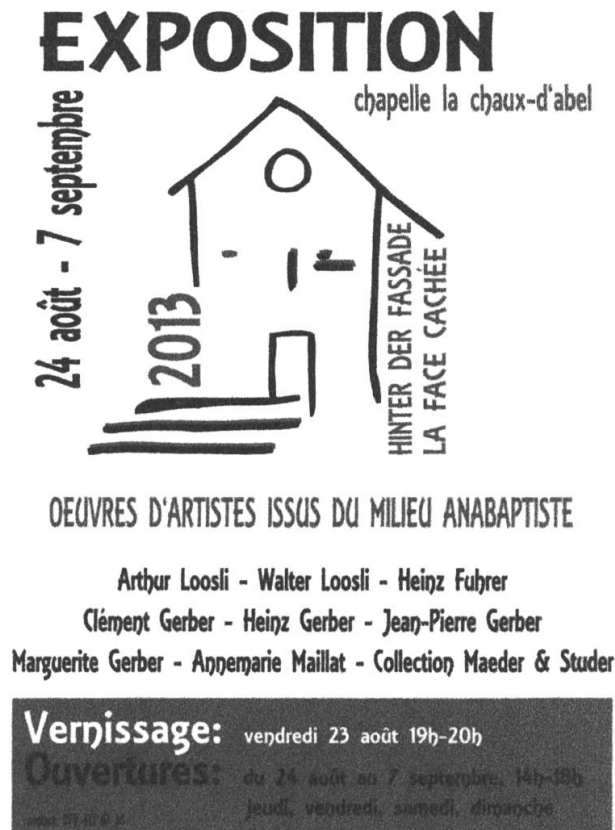 EXPOSITION
chapelle la chaux-d'abel
24 août - 7 septembre
2013
HINTER DER FASSADE
LA FACE CACHÉE
OEUVRES D'ARTISTES ISSUS DU MILIEU ANABAPTISTE
Arthur Loosli - Walter Loosli - Heinz Fuhrer
Clément Gerber - Heinz Gerber - Jean-Pierre Gerber
Marguerite Gerber - Annemarie Maillat - Collection Maeder & Studer
Vernissage: vendredi 23 août 19h-20h
Ouvertures: du 24 août au 7 septembre, 14h-18h
jeudi, vendredi, samedi, dimanche